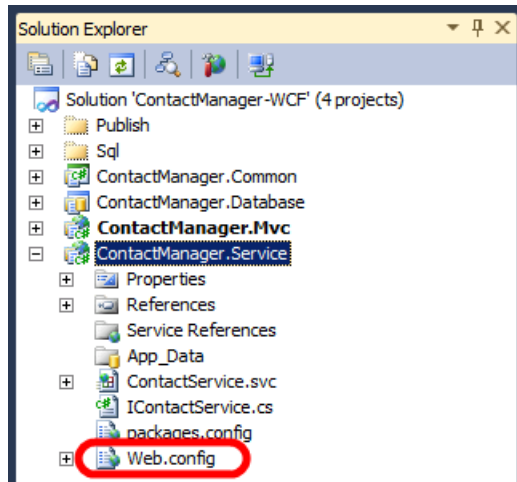 Solution Explorer
Solution 'ContactManager-WCF' (4 projects)
Publish
Sql
ContactManager.Common
ContactManager.Database
ContactManager.Mvc
ContactManager.Service
Properties
References
Service References
App_Data
ContactService.svc
IContactService.cs
packages.config
Web.config